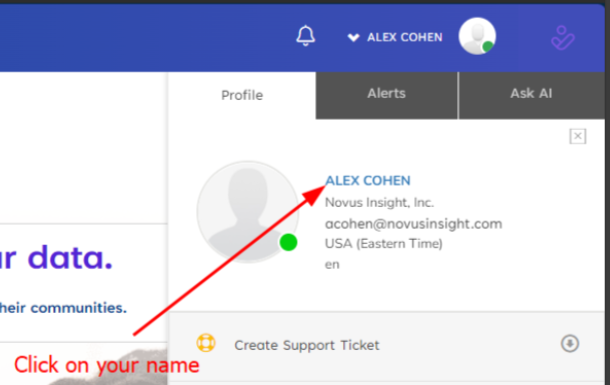 ALEX COHEN
Profile
Alerts
Ask AI
ALEX COHEN
Novus Insight, Inc.
acohen@novusinsight.com
USA (Eastern Time)
en
data.
their communities.
Create Support Ticket
Click on your name